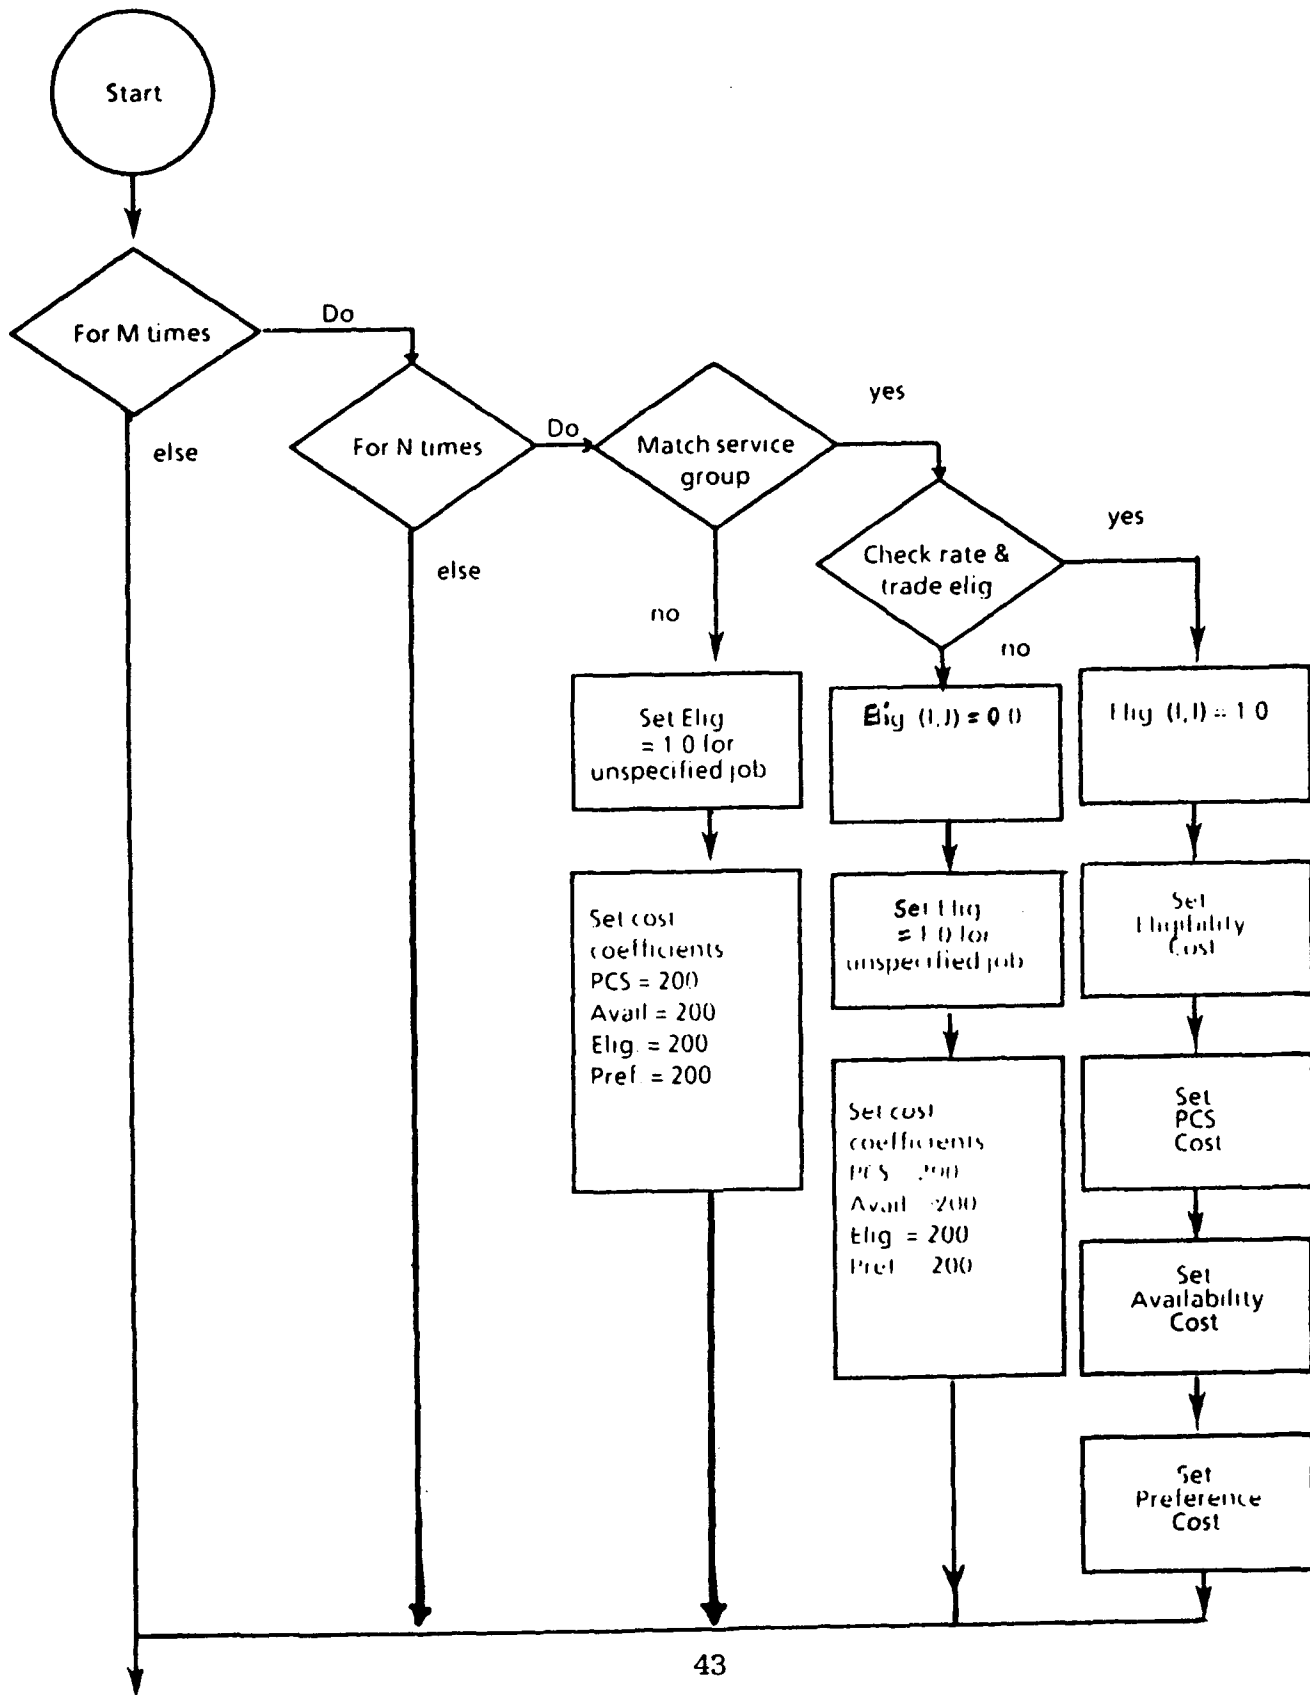 Start
For M times
Do
else
For N times
Do
else
Match service
group
yes
no
Check rate &
trade elig
yes
no
Set Elig
= 1 0 for
unspecified job
Set cost
coefficients
PCS = 200
Avail = 200
Elig. = 200
Pref. = 200
Elig (I,J) = 0 0
Set Elig
= 1 0 for
unspecified job
Set cost
coefficients
PCS 200
Avail 200
Elig = 200
Pref 200
Elig (I,J) = 1 0
Set
Eligibility
Cost
Set
PCS
Cost
Set
Availability
Cost
Set
Preference
Cost
43